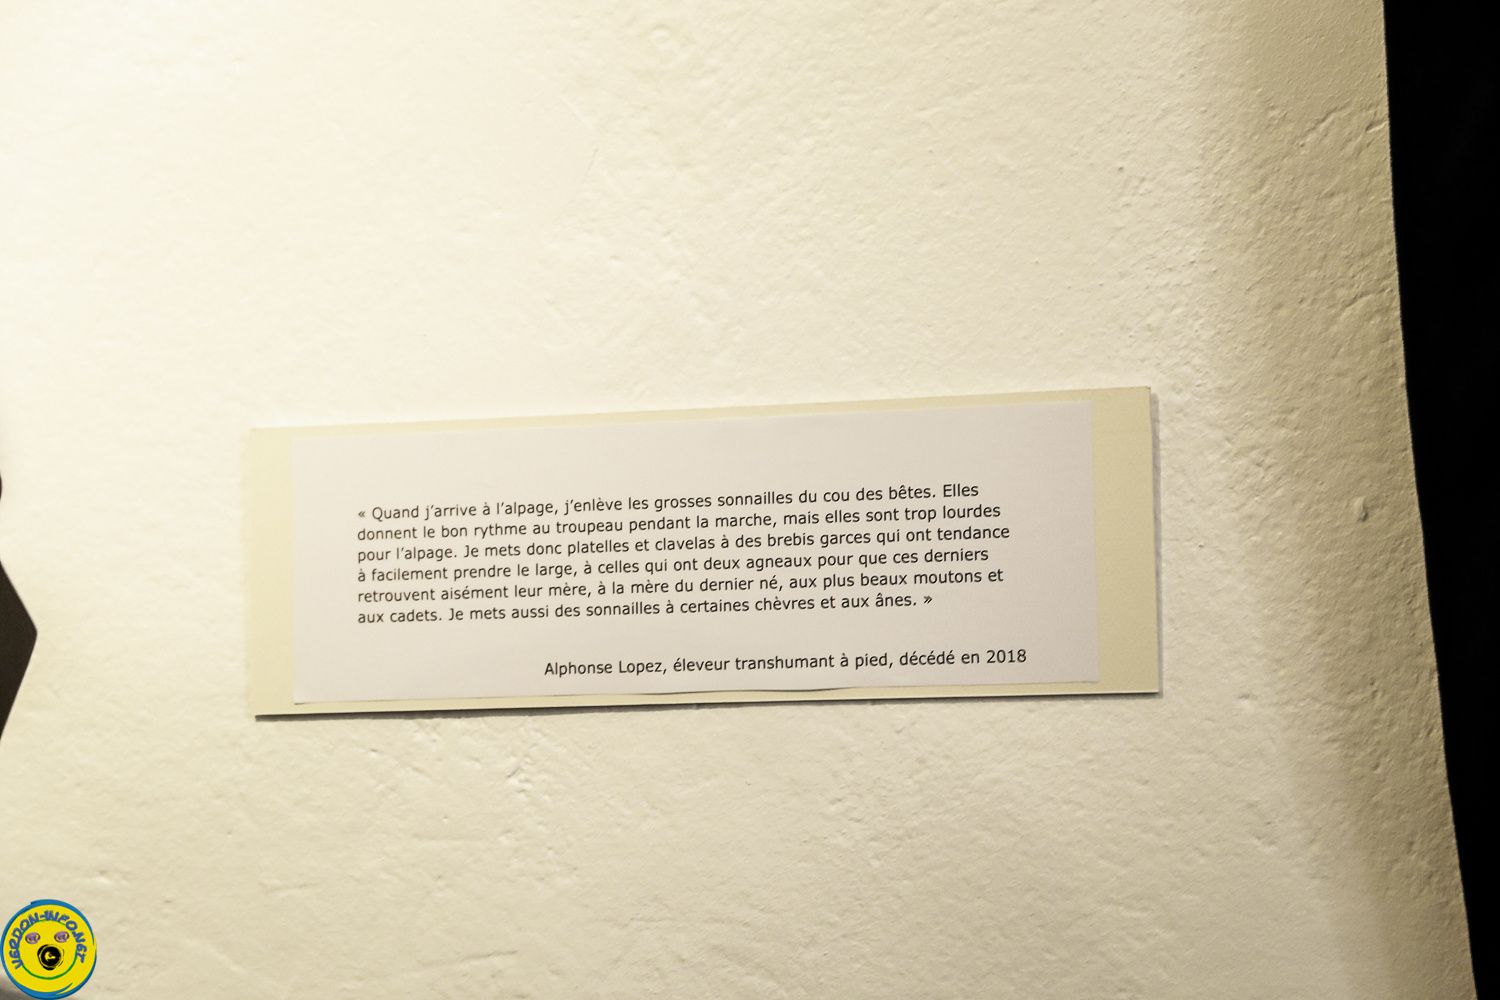 « Quand j’arrive à l’alpage, j’enlève les grosses sonnailles du cou des bêtes. Elles
donnent le bon rythme au troupeau pendant la marche, mais elles sont trop lourdes
pour l’alpage. Je mets donc platelles et clavelas à des brebis garces qui ont tendance
à facilement prendre le large, à celles qui ont deux agneaux pour que ces derniers
retrouvent aisément leur mère, à la mère du dernier né, aux plus beaux moutons et
aux cadets. Je mets aussi des sonnailles à certaines chèvres et aux ânes. »
Alphonse Lopez, éleveur transhumant à pied, décédé en 2018
VERDON-INFO.NET